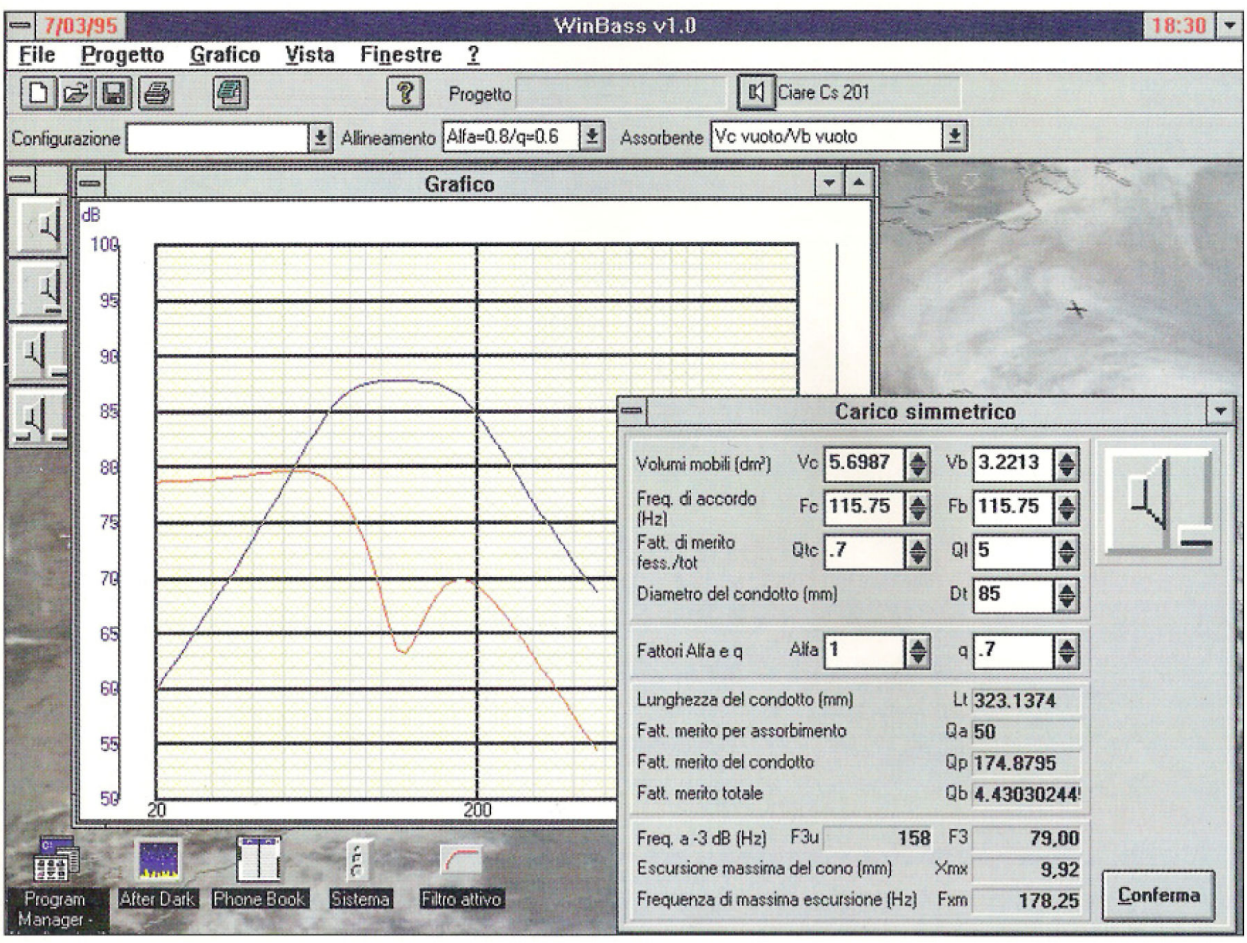 7/03/95 WinBass v1.0 18:30
File Progetto Grafico Vista Finestre ?
Progetto Ciare Cs 201
Configurazione Allineamento Alfa=0.8/q=0.6 Assorbente Vc vuoto/Vb vuoto
Grafico
dB
100
95
90
85
80
75
70
65
60
55
50
20 200
Carico simmetrico
Volumi mobili (dm³) Vc 5.6987 Vb 3.2213
Freq. di accordo (Hz) Fc 115.75 Fb 115.75
Fatt. di merito fess./tot Qtc .7 Ql 5
Diametro del condotto (mm) Dt 85
Fattori Alfa e q Alfa 1 q .7
Lunghezza del condotto (mm) Lt 323.1374
Fatt. merito per assorbimento Qa 50
Fatt. merito del condotto Qp 174.8795
Fatt. merito totale Qb 4.43030244
Freq. a -3 dB (Hz) F3u 158 F3 79,00
Escursione massima del cono (mm) Xmx 9,92
Frequenza di massima escursione (Hz) Fxm 178,25
Conferma
Program Manager - After Dark Phone Book Sistema Filtro attivo